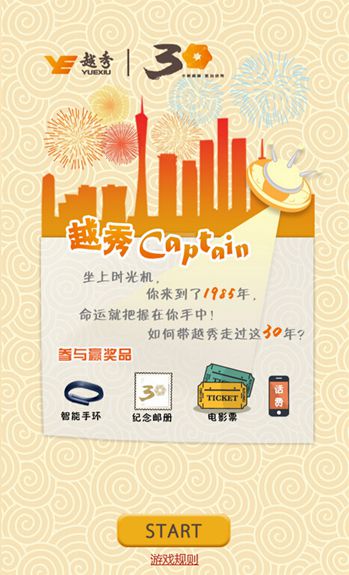 越秀
YUEXIU
30
越秀Captain
坐上时光机,
你来到了1985年,
命运就把握在你手中!
如何带越秀走过这30年?
参与赢奖品
30
TICKET
话费
智能手环
纪念邮册
电影票
START
游戏规则